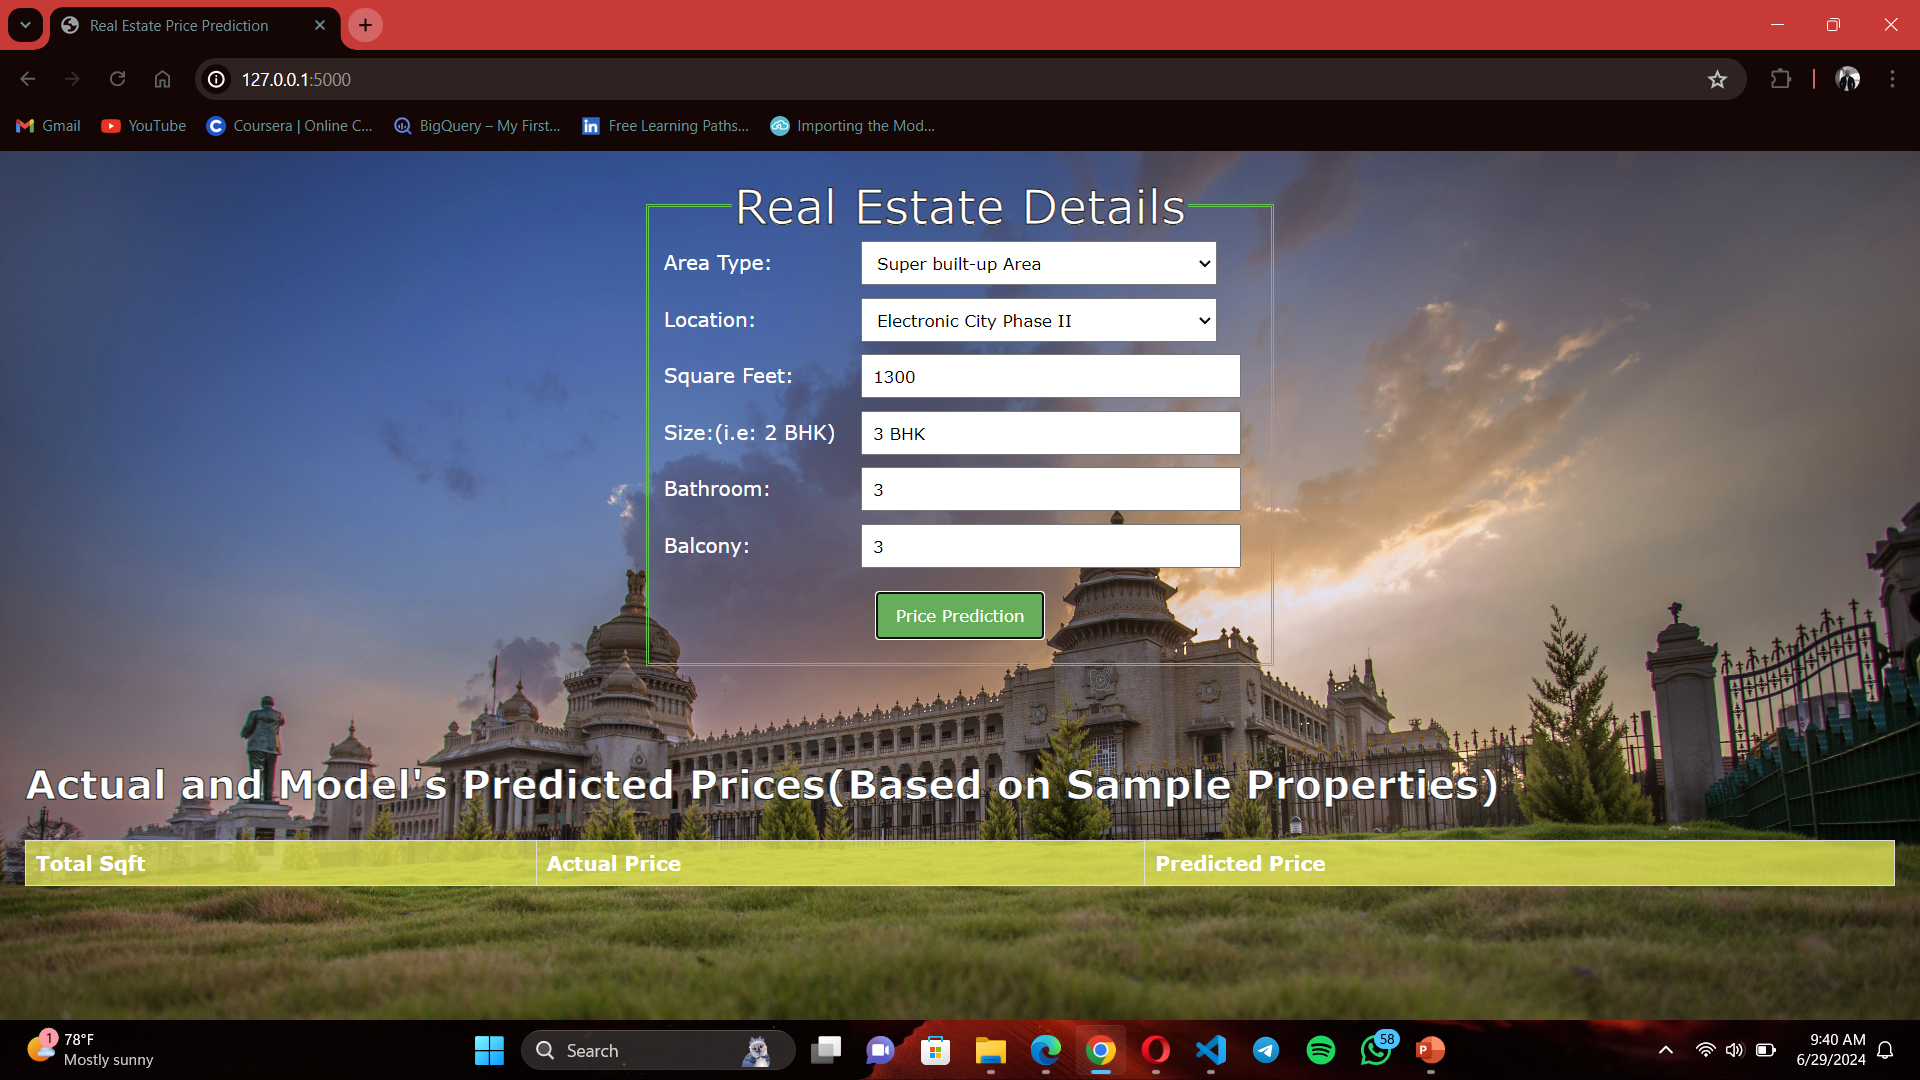 Real Estate Price Prediction
127.0.0.1:5000
Gmail
YouTube
Coursera | Online C...
BigQuery – My First...
Free Learning Paths...
Importing the Mod...
Real Estate Details
Area Type: Super built-up Area
Location: Electronic City Phase II
Square Feet: 1300
Size:(i.e: 2 BHK) 3 BHK
Bathroom: 3
Balcony: 3
Price Prediction
Actual and Model's Predicted Prices(Based on Sample Properties)
Total Sqft Actual Price Predicted Price
1
78°F
Mostly sunny
Search
58
9:40 AM
6/29/2024